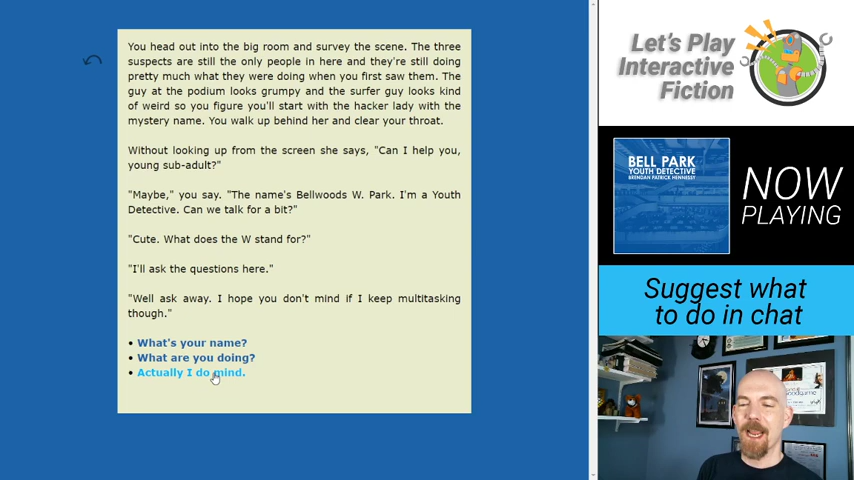 You head out into the big room and survey the scene. The three
suspects are still the only people in here and they're still doing
pretty much what they were doing when you first saw them. The
guy at the podium looks grumpy and the surfer guy looks kind
of weird so you figure you'll start with the hacker lady with the
mystery name. You walk up behind her and clear your throat.
Without looking up from the screen she says, "Can I help you,
young sub-adult?"
"Maybe," you say. "The name's Bellwoods W. Park. I'm a Youth
Detective. Can we talk for a bit?"
"Cute. What does the W stand for?"
"I'll ask the questions here."
"Well ask away. I hope you don't mind if I keep multitasking
though."
• What's your name?
• What are you doing?
• Actually I do mind.
Let's Play
Interactive
Fiction
BELL PARK
YOUTH DETECTIVE
BRENDAN PATRICK HENNESSY
NOW
PLAYING
Suggest what
to do in chat